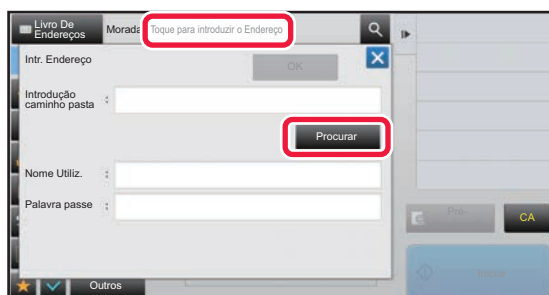 Livro De
Endereços
Morada
Toque para introduzir o Endereço
Intr. Endereço
OK
Introdução
caminho pasta :
Procurar
Nome Utiliz. :
Palavra passe :
CA
Iniciar
Outros